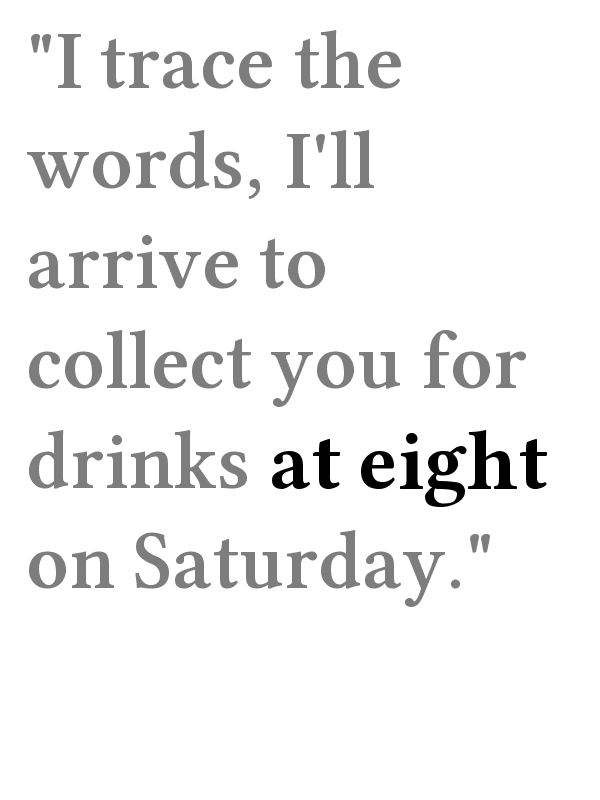 "I trace the
words, I'll
arrive to
collect you for
drinks at eight
on Saturday."